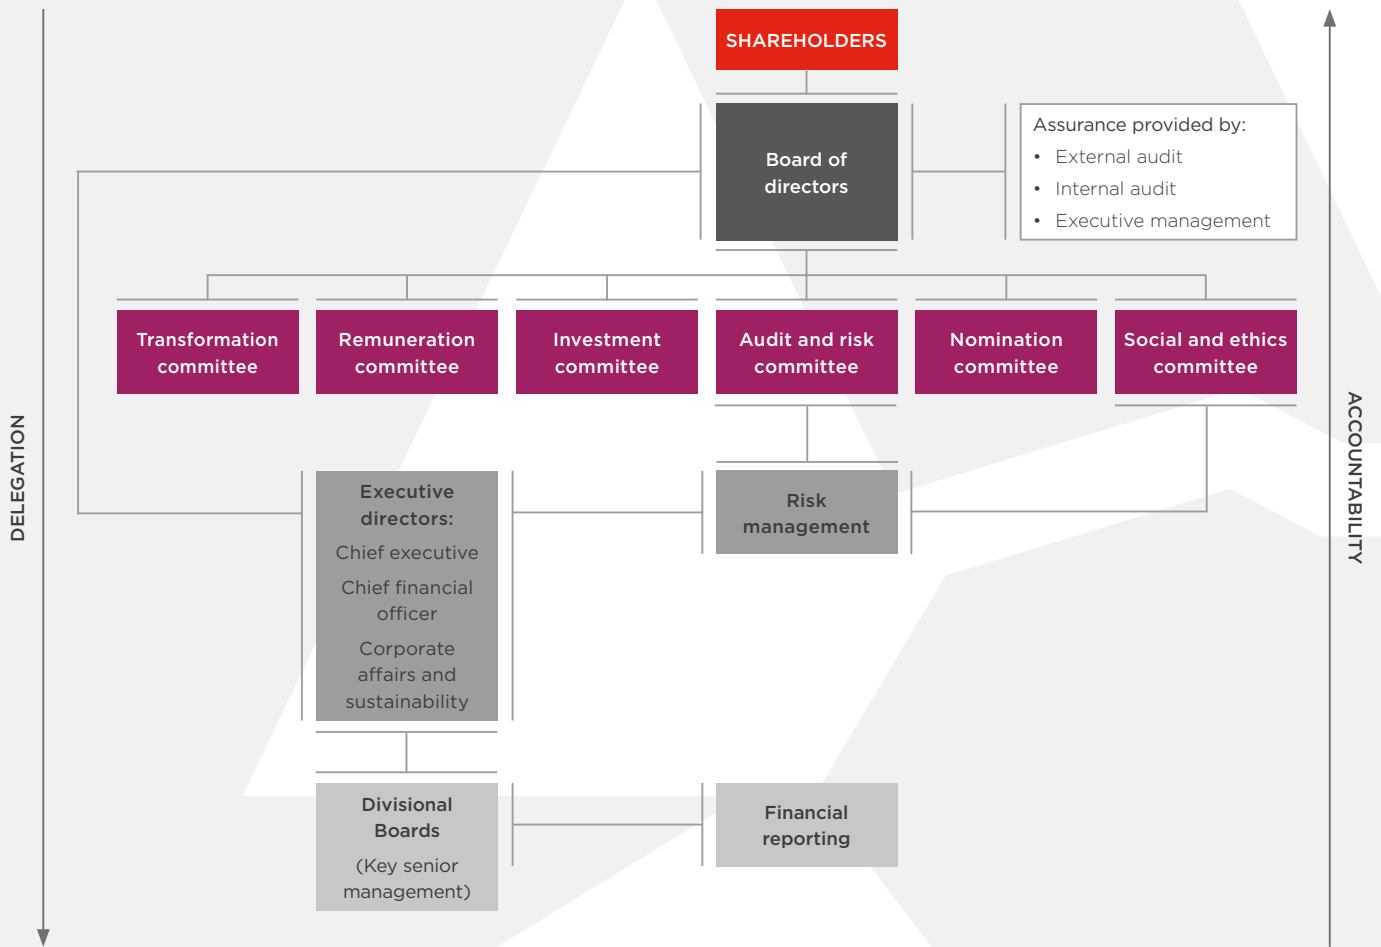 SHAREHOLDERS
Board of
directors
Assurance provided by:
• External audit
• Internal audit
• Executive management
Transformation
committee
Remuneration
committee
Investment
committee
Audit and risk
committee
Nomination
committee
Social and ethics
committee
DELEGATION
ACCOUNTABILITY
Executive
directors:
Chief executive
Chief financial
officer
Corporate
affairs and
sustainability
Risk
management
Divisional
Boards
(Key senior
management)
Financial
reporting